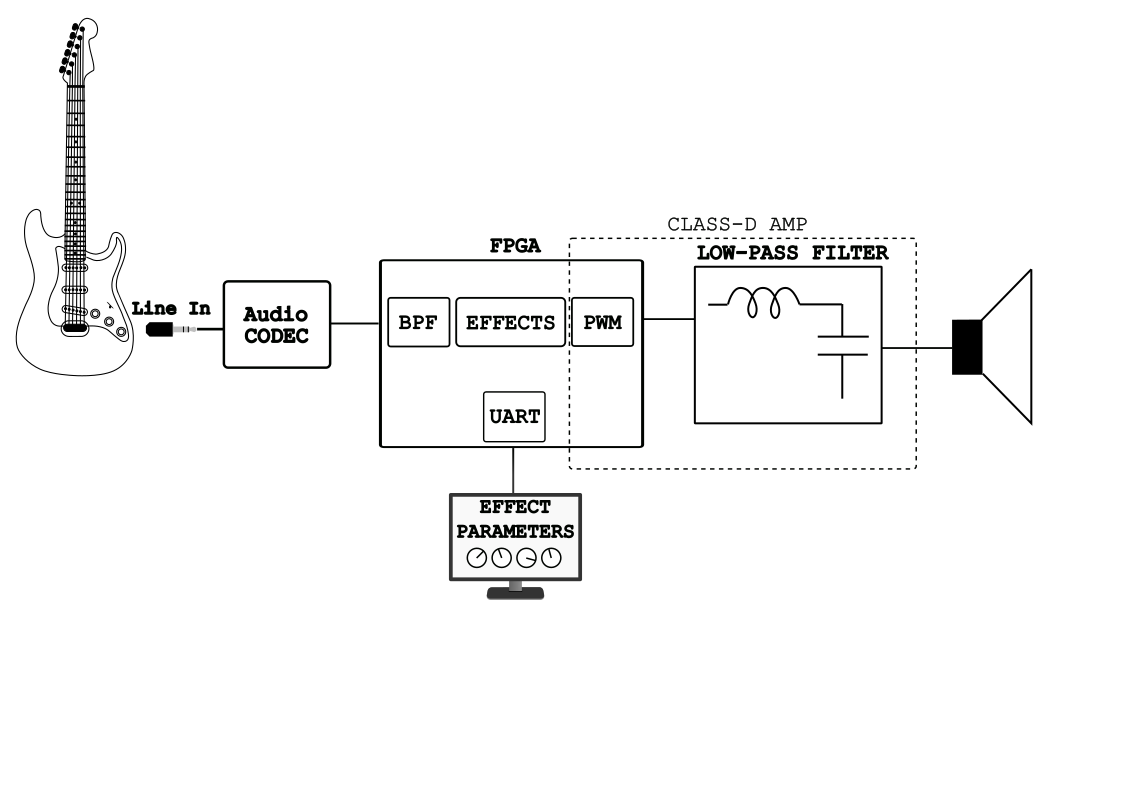 CLASS-D AMP
FPGA
LOW-PASS FILTER
Line In
Audio
CODEC
BPF
EFFECTS
PWM
UART
EFFECT
PARAMETERS